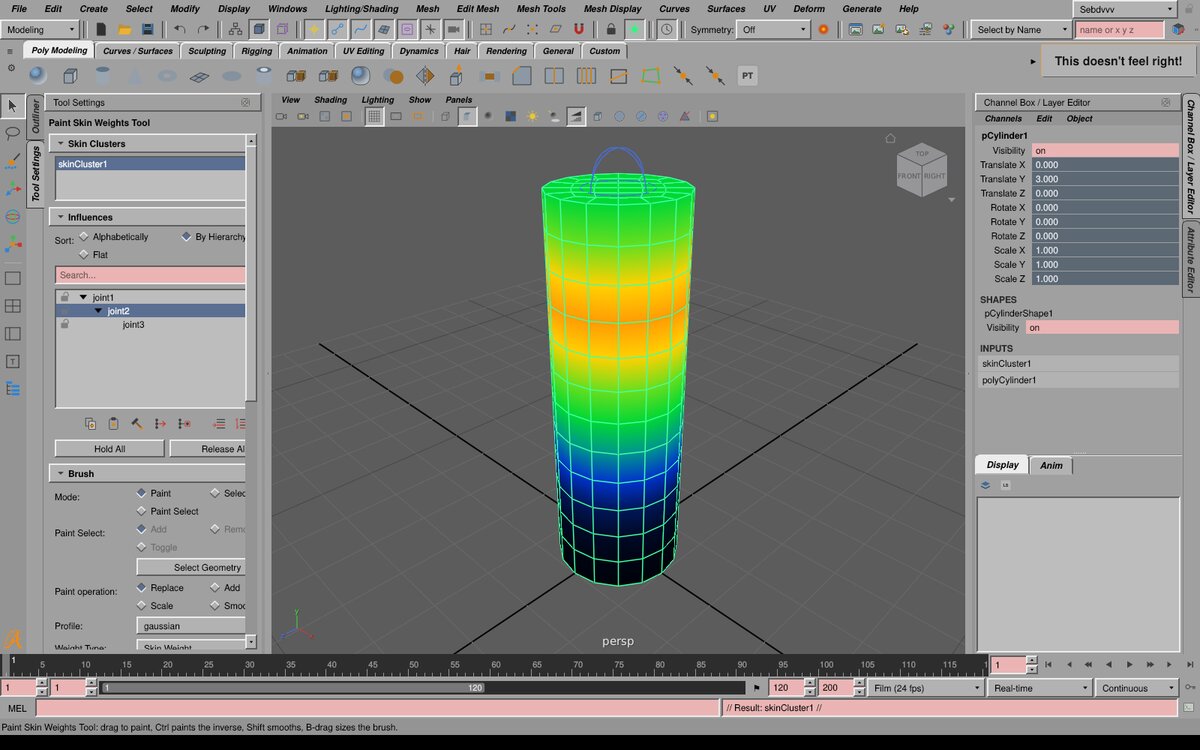 File Edit Create Select Modify Display Windows Lighting/Shading Mesh Edit Mesh Mesh Tools Mesh Display Curves Surfaces UV Deform Generate Help Sebdvvv
Modeling Symmetry: Off Select by Name name or x y z
Poly Modeling Curves / Surfaces Sculpting Rigging Animation UV Editing Dynamics Hair Rendering General Custom
This doesn't feel right!
PT
Tool Settings
View Shading Lighting Show Panels
Channel Box / Layer Editor
Outliner
Tool Settings
Paint Skin Weights Tool
Skin Clusters
skinCluster1
Influences
Sort: Alphabetically By Hierarchy
Flat
Search...
joint1
joint2
joint3
Hold All Release Al
Brush
Mode: Paint Selec
Paint Select
Paint Select: Add Remo
Toggle
Select Geometry
Paint operation: Replace Add
Scale Smoo
Profile: gaussian
Weight Type: Skin Weight
TOP
FRONT RIGHT
persp
y
Channels Edit Object
pCylinder1
Visibility on
Translate X 0.000
Translate Y 3.000
Translate Z 0.000
Rotate X 0.000
Rotate Y 0.000
Rotate Z 0.000
Scale X 1.000
Scale Y 1.000
Scale Z 1.000
SHAPES
pCylinderShape1
Visibility on
INPUTS
skinCluster1
polyCylinder1
Display Anim
Channel Box / Layer Editor
Attribute Editor
1 5 10 15 20 25 30 35 40 45 50 55 60 65 70 75 80 85 90 95 100 105 110 115 1 1
1 1 1 120 120 200 Film (24 fps) Real-time Continuous
MEL // Result: skinCluster1 //
Paint Skin Weights Tool: drag to paint, Ctrl paints the inverse, Shift smooths, B-drag sizes the brush.